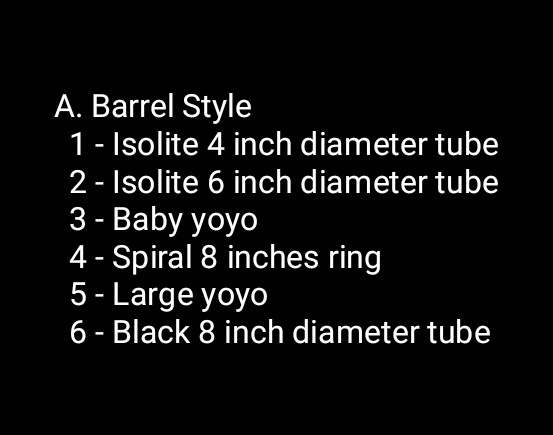 A. Barrel Style
1 - Isolite 4 inch diameter tube
2 - Isolite 6 inch diameter tube
3 - Baby yoyo
4 - Spiral 8 inches ring
5 - Large yoyo
6 - Black 8 inch diameter tube